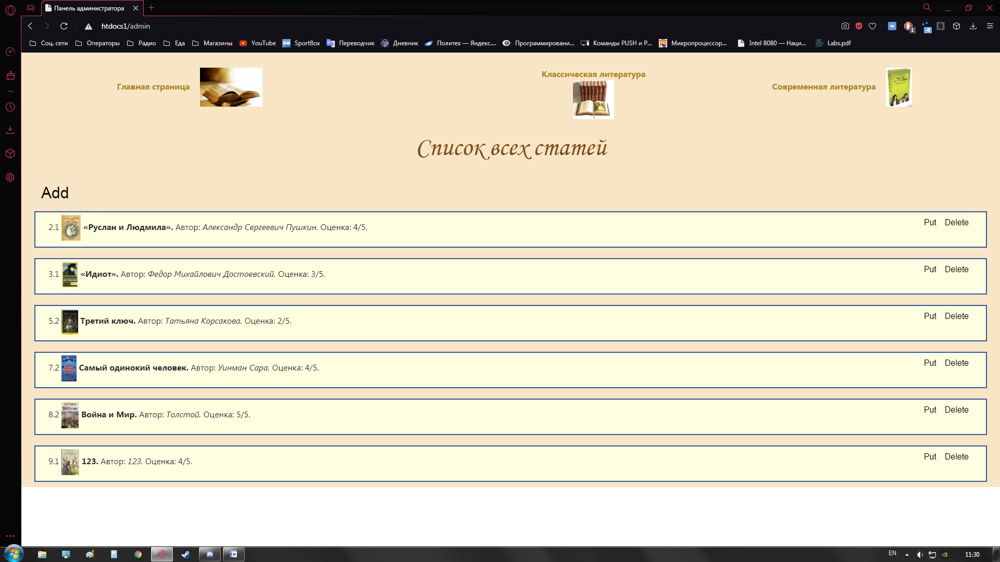 Панель администратора
htdocs1/admin
1
-8
Соц. сети
Операторы
Радио
Еда
Магазины
YouTube
SB
SportBox
Переводчик
Дневник
Политех — Яндекс....
Программировани...
Команды PUSH и P...
Микропроцессор...
Intel 8080 — Наци...
Labs.pdf
Главная страница
Классическая литература
Современная литература
Список всех статей
Add
2.1 «Руслан и Людмила». Автор: Александр Сергеевич Пушкин. Оценка: 4/5. Put Delete
3.1 «Идиот». Автор: Федор Михайлович Достоевский. Оценка: 3/5. Put Delete
5.2 Третий ключ. Автор: Татьяна Корсакова. Оценка: 2/5. Put Delete
7.2 Самый одинокий человек. Автор: Уинман Сара. Оценка: 4/5. Put Delete
8.2 Война и Мир. Автор: Толстой. Оценка: 5/5. Put Delete
9.1 123. Автор: 123. Оценка: 4/5. Put Delete
EN
11:30